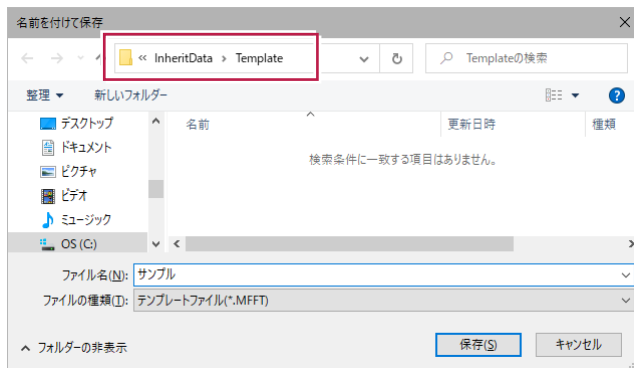 名前を付けて保存
« InheritData › Template
Templateの検索
整理 新しいフォルダー
デスクトップ
ドキュメント
ピクチャ
ビデオ
ミュージック
OS (C:)
名前 更新日時 種類
検索条件に一致する項目はありません。
ファイル名(N): サンプル
ファイルの種類(T): テンプレートファイル(*.MFFT)
フォルダーの非表示
保存(S) キャンセル